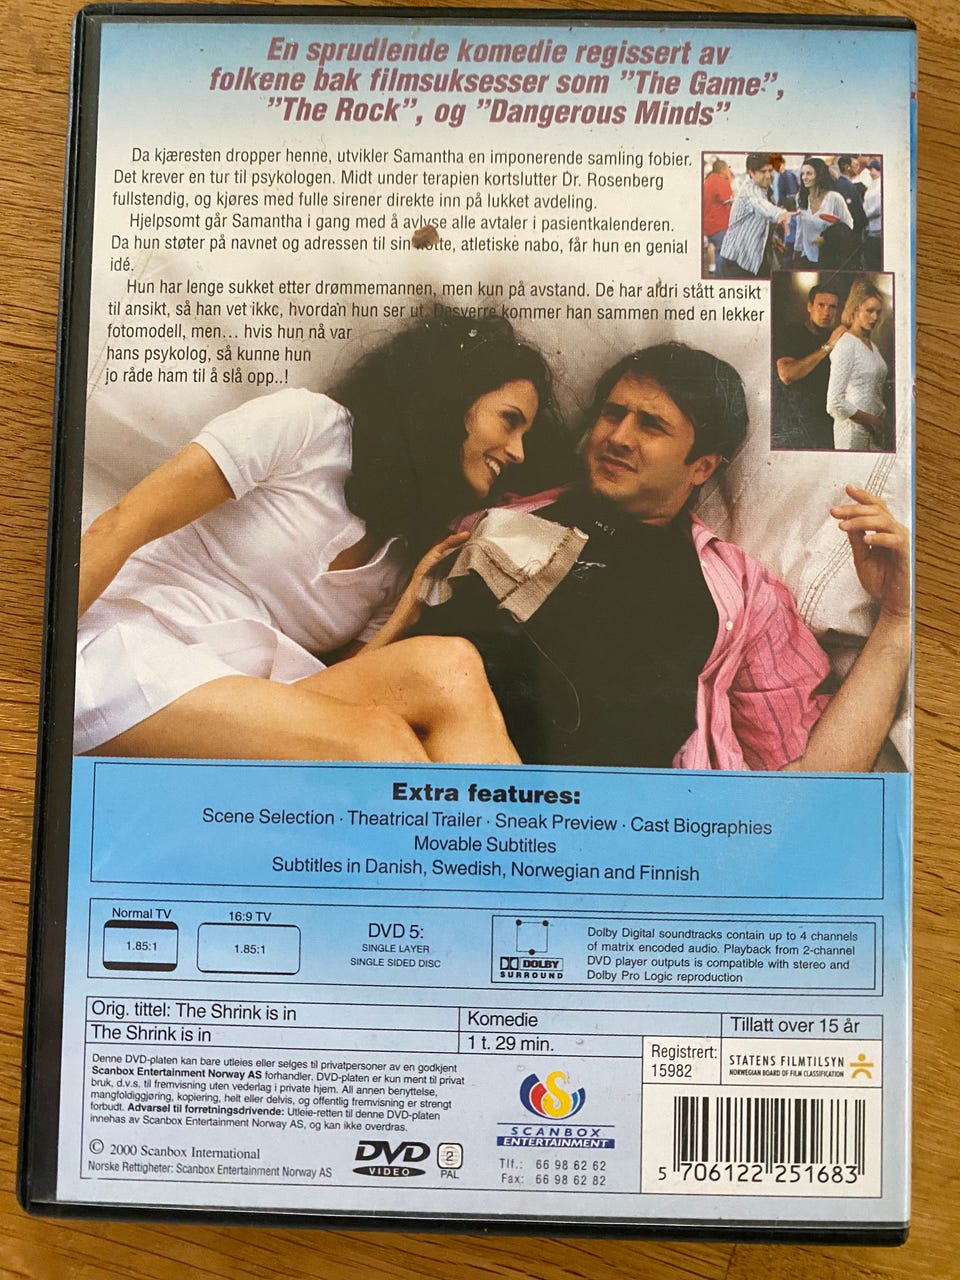 En sprudlende komedie regissert av
folkene bak filmsuksesser som ”The Game”,
”The Rock”, og ”Dangerous Minds”
Da kjæresten dropper henne, utvikler Samantha en imponerende samling fobier.
Det krever en tur til psykologen. Midt under terapien kortslutter Dr. Rosenberg
fullstendig, og kjøres med fulle sirener direkte inn på lukket avdeling.
Hjelpsomt går Samantha i gang med å avlyse alle avtaler i pasientkalenderen.
Da hun støter på navnet og adressen til sin flotte, atletiske nabo, får hun en genial
idé.
Hun har lenge sukket etter drømmemannen, men kun på avstand. De har aldri stått ansikt
til ansikt, så han vet ikke, hvordan hun ser ut. Desverre kommer han sammen med en lekker
fotomodell, men... hvis hun nå var
hans psykolog, så kunne hun
jo råde ham til å slå opp..!
Extra features:
Scene Selection · Theatrical Trailer · Sneak Preview · Cast Biographies
Movable Subtitles
Subtitles in Danish, Swedish, Norwegian and Finnish
Normal TV
1.85:1
16:9 TV
1.85:1
DVD 5:
SINGLE LAYER
SINGLE SIDED DISC
DOLBY
SURROUND
Dolby Digital soundtracks contain up to 4 channels
of matrix encoded audio. Playback from 2-channel
DVD player outputs is compatible with stereo and
Dolby Pro Logic reproduction
Orig. tittel: The Shrink is in
The Shrink is in
Komedie
1 t. 29 min.
Tillatt over 15 år
Registrert:
15982
STATENS FILMTILSYN
NORWEGIAN BOARD OF FILM CLASSIFICATION
Denne DVD-platen kan bare utleies eller selges til privatpersoner av en godkjent
Scanbox Entertainment Norway AS forhandler. DVD-platen er kun ment til privat
bruk, d.v.s. til fremvisning uten vederlag i private hjem. All annen benyttelse,
mangfoldiggjøring, kopiering, helt eller delvis, og offentlig fremvisning er strengt
forbudt. Advarsel til forretningsdrivende: Utleie-retten til denne DVD-platen
innehas av Scanbox Entertainment Norway AS, og kan ikke overdras.
© 2000 Scanbox International
Norske Rettigheter: Scanbox Entertainment Norway AS
DVD
VIDEO
2
PAL
S
SCANBOX
ENTERTAINMENT
Tlf.: 66 98 62 62
Fax: 66 98 62 82
5 706122 251683